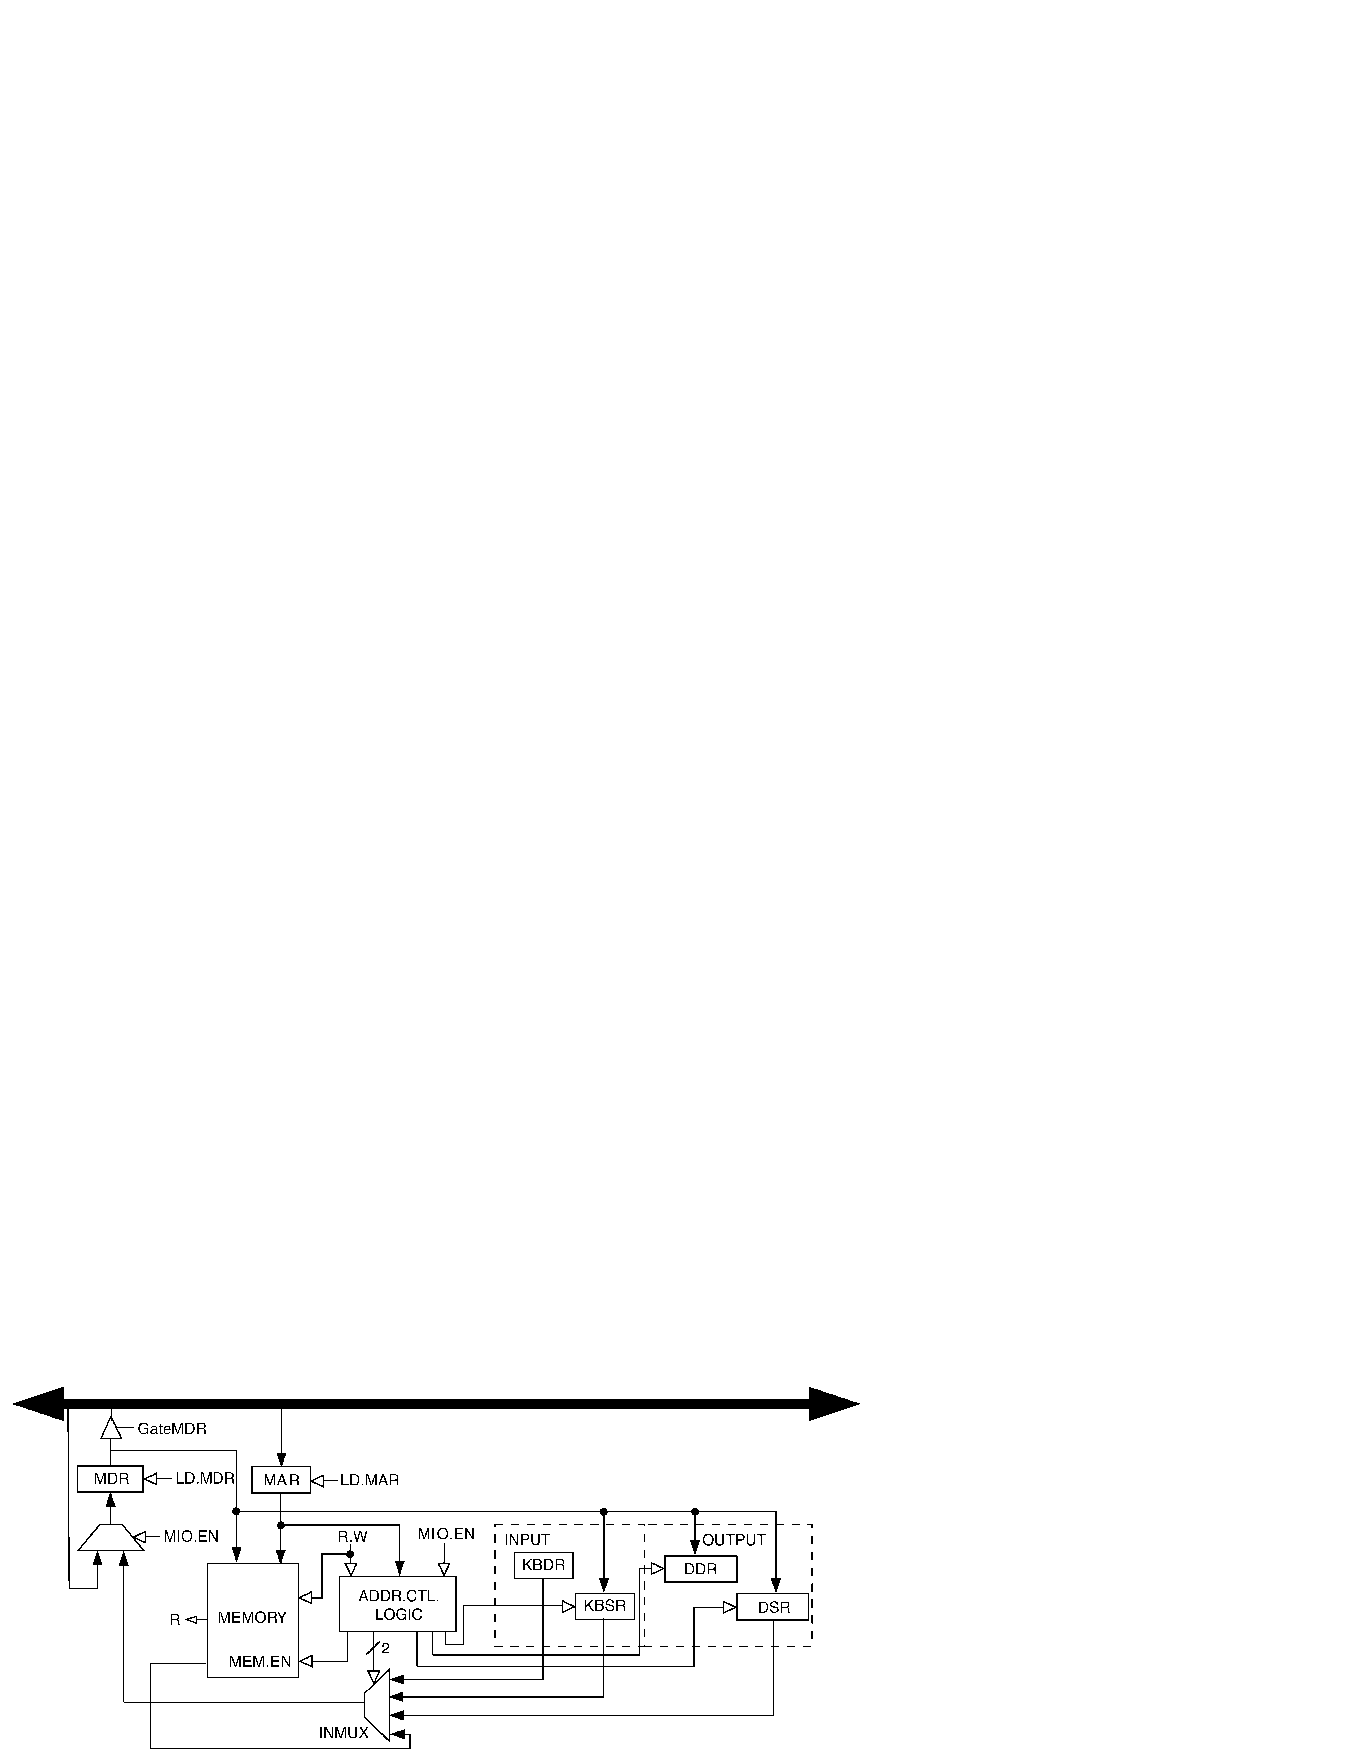 GateMDR
MDR
LD.MDR
MAR
LD.MAR
MIO.EN
R.W
MIO.EN
INPUT
OUTPUT
KBDR
DDR
ADDR.CTL.
LOGIC
KBSR
DSR
R
MEMORY
2
MEM.EN
INMUX